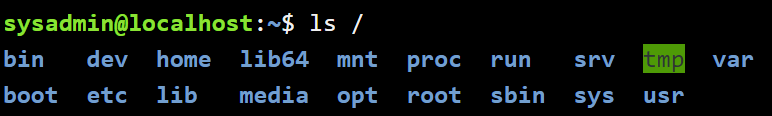 sysadmin@localhost:~$ ls /
bin dev home lib64 mnt proc run srv tmp var
boot etc lib media opt root sbin sys usr